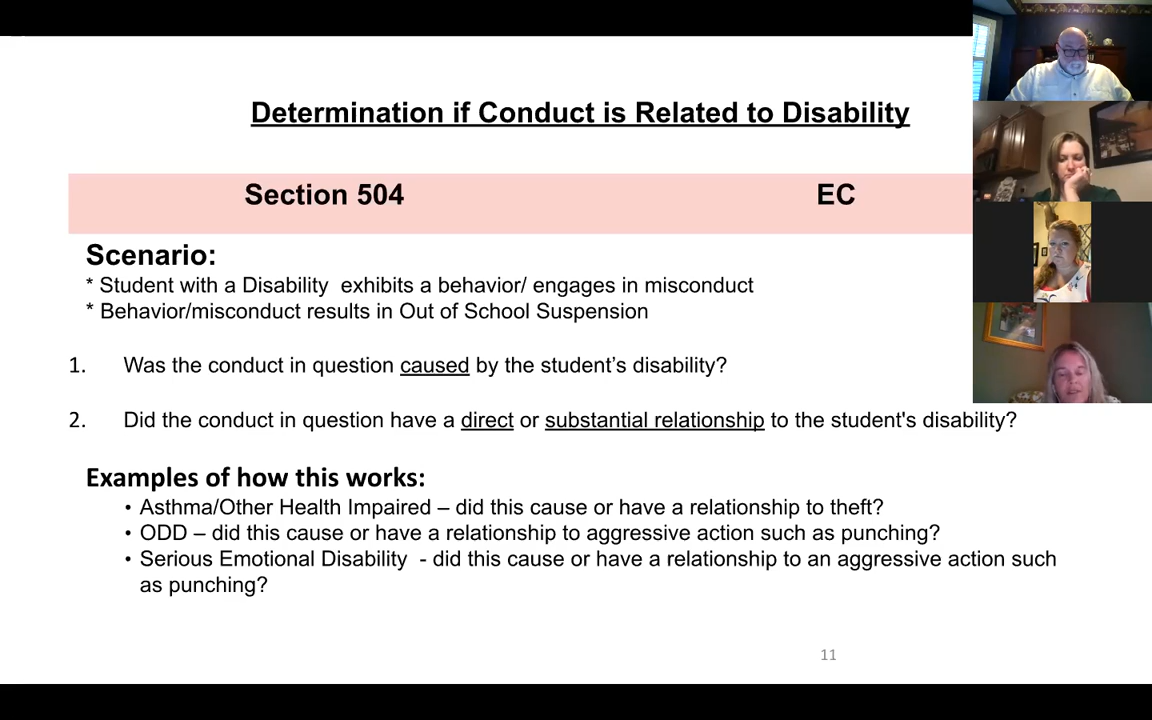 Determination if Conduct is Related to Disability
Section 504 EC
Scenario:
* Student with a Disability exhibits a behavior/ engages in misconduct
* Behavior/misconduct results in Out of School Suspension
1. Was the conduct in question caused by the student’s disability?
2. Did the conduct in question have a direct or substantial relationship to the student's disability?
Examples of how this works:
• Asthma/Other Health Impaired – did this cause or have a relationship to theft?
• ODD – did this cause or have a relationship to aggressive action such as punching?
• Serious Emotional Disability - did this cause or have a relationship to an aggressive action such
as punching?
11